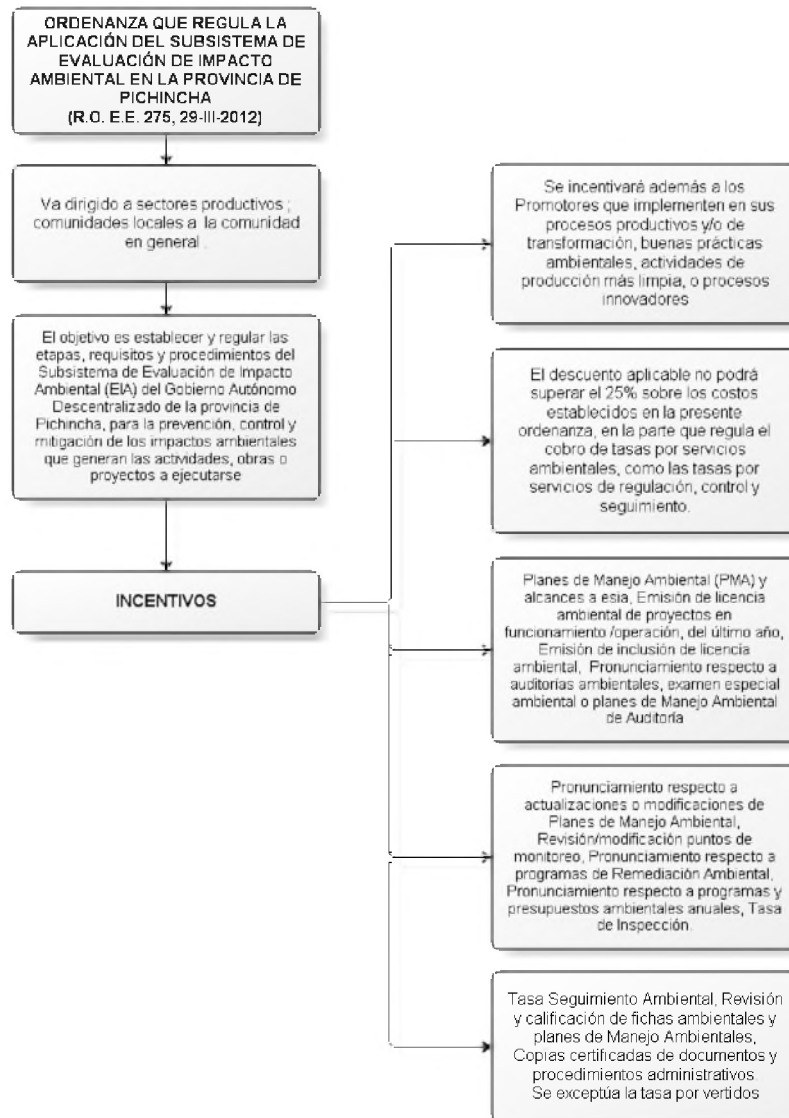 ORDENANZA QUE REGULA LA
APLICACIÓN DEL SUBSISTEMA DE
EVALUACIÓN DE IMPACTO
AMBIENTAL EN LA PROVINCIA DE
PICHINCHA
(R.O. E.E. 275, 29-III-2012)
Va dirigido a sectores productivos ;
comunidades locales a la comunidad
en general .
El objetivo es establecer y regular las
etapas, requisitos y procedimientos del
Subsistema de Evaluación de Impacto
Ambiental (EIA) del Gobierno Autónomo
Descentralizado de la provincia de
Pichincha, para la prevención, control y
mitigación de los impactos ambientales
que generan las actividades, obras o
proyectos a ejecutarse
INCENTIVOS
Se incentivará además a los
Promotores que implementen en sus
procesos productivos y/o de
transformación, buenas prácticas
ambientales, actividades de
producción más limpia, o procesos
innovadores
El descuento aplicable no podrá
superar el 25% sobre los costos
establecidos en la presente
ordenanza, en la parte que regula el
cobro de tasas por servicios
ambientales, como las tasas por
servicios de regulación, control y
seguimiento.
Planes de Manejo Ambiental (PMA) y
alcances a esia, Emisión de licencia
ambiental de proyectos en
funcionamiento /operación, del último año,
Emisión de inclusión de licencia
ambiental, Pronunciamiento respecto a
auditorías ambientales, examen especial
ambiental o planes de Manejo Ambiental
de Auditoría
Pronunciamiento respecto a
actualizaciones o modificaciones de
Planes de Manejo Ambiental,
Revisión/modificación puntos de
monitoreo, Pronunciamiento respecto a
programas de Remediación Ambiental,
Pronunciamiento respecto a programas y
presupuestos ambientales anuales, Tasa
de Inspección.
Tasa Seguimiento Ambiental, Revisión
y calificación de fichas ambientales y
planes de Manejo Ambientales,
Copias certificadas de documentos y
procedimientos administrativos.
Se exceptúa la tasa por vertidos